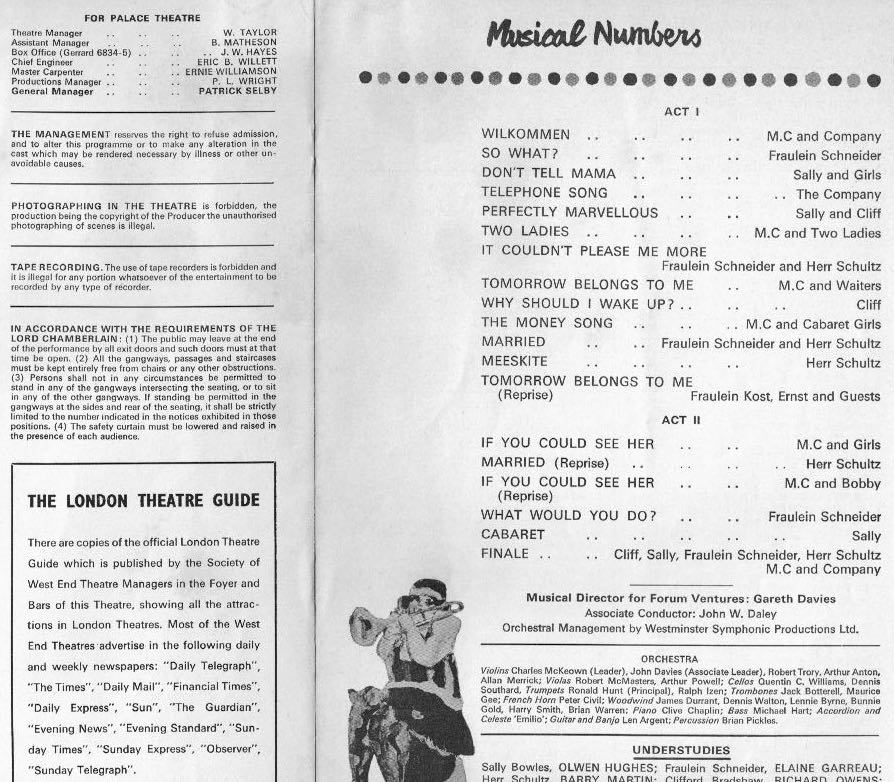 FOR PALACE THEATRE
Theatre Manager .. .. .. W. TAYLOR
Assistant Manager .. .. .. B. MATHESON
Box Office (Gerrard 6834-5) .. .. .. J. W. HAYES
Chief Engineer .. .. .. ERIC B. WILLETT
Master Carpenter .. .. .. ERNIE WILLIAMSON
Productions Manager .. .. .. P. L. WRIGHT
General Manager .. .. .. PATRICK SELBY
THE MANAGEMENT reserves the right to refuse admission,
and to alter this programme or to make any alteration in the
cast which may be rendered necessary by illness or other un-
avoidable causes.
PHOTOGRAPHING IN THE THEATRE is forbidden, the
production being the copyright of the Producer the unauthorised
photographing of scenes is illegal.
TAPE RECORDING. The use of tape recorders is forbidden and
it is illegal for any portion whatsoever of the entertainment to be
recorded by any type of recorder.
IN ACCORDANCE WITH THE REQUIREMENTS OF THE
LORD CHAMBERLAIN: (1) The public may leave at the end
of the performance by all exit doors and such doors must at that
time be open. (2) All the gangways, passages and staircases
must be kept entirely free from chairs or any other obstructions.
(3) Persons shall not in any circumstances be permitted to
stand in any of the gangways intersecting the seating, or to sit
in any of the other gangways. If standing be permitted in the
gangways at the sides and rear of the seating, it shall be strictly
limited to the number indicated in the notices exhibited in those
positions. (4) The safety curtain must be lowered and raised in
the presence of each audience.
THE LONDON THEATRE GUIDE
There are copies of the official London Theatre
Guide which is published by the Society of
West End Theatre Managers in the Foyer and
Bars of this Theatre, showing all the attrac-
tions in London Theatres. Most of the West
End Theatres advertise in the following daily
and weekly newspapers: "Daily Telegraph",
"The Times", "Daily Mail", "Financial Times",
"Daily Express", "Sun", "The Guardian",
"Evening News", "Evening Standard", "Sun-
day Times", "Sunday Express", "Observer",
"Sunday Telegraph".
Musical Numbers
ACT I
WILKOMMEN .. .. .. .. M.C and Company
SO WHAT? .. .. .. .. Fraulein Schneider
DON'T TELL MAMA .. .. .. Sally and Girls
TELEPHONE SONG .. .. .. .. The Company
PERFECTLY MARVELLOUS .. .. Sally and Cliff
TWO LADIES .. .. .. .. M.C and Two Ladies
IT COULDN'T PLEASE ME MORE
Fraulein Schneider and Herr Schultz
TOMORROW BELONGS TO ME .. M.C and Waiters
WHY SHOULD I WAKE UP? .. .. .. Cliff
THE MONEY SONG .. .. .. M.C and Cabaret Girls
MARRIED .. .. Fraulein Schneider and Herr Schultz
MEESKITE .. .. .. .. Herr Schultz
TOMORROW BELONGS TO ME
(Reprise) Fraulein Kost, Ernst and Guests
ACT II
IF YOU COULD SEE HER .. .. M.C and Girls
MARRIED (Reprise) .. .. .. .. Herr Schultz
IF YOU COULD SEE HER .. .. M.C and Bobby
(Reprise)
WHAT WOULD YOU DO? .. .. Fraulein Schneider
CABARET .. .. .. .. .. Sally
FINALE .. .. Cliff, Sally, Fraulein Schneider, Herr Schultz
M.C and Company
Musical Director for Forum Ventures: Gareth Davies
Associate Conductor: John W. Daley
Orchestral Management by Westminster Symphonic Productions Ltd.
ORCHESTRA
Violins Charles McKeown (Leader), John Davies (Associate Leader), Robert Trory, Arthur Anton,
Allan Merrick; Violas Robert McMasters, Arthur Powell; Cellos Quentin C. Williams, Dennis
Southard, Trumpets Ronald Hunt (Principal), Ralph Izen; Trombones Jack Botterell, Maurice
Gee; French Horn Peter Civil; Woodwind James Durrant, Dennis Walton, Lennie Byrne, Bunnie
Gold, Harry Smith, Brian Warren; Piano Clive Chaplin; Bass Michael Hart; Accordion and
Celeste 'Emilio'; Guitar and Banjo Len Argent; Percussion Brian Pickles.
UNDERSTUDIES
Sally Bowles, OLWEN HUGHES; Fraulein Schneider, ELAINE GARREAU;
Herr Schultz, BARRY MARTIN; Clifford Bradshaw, RICHARD OWENS;